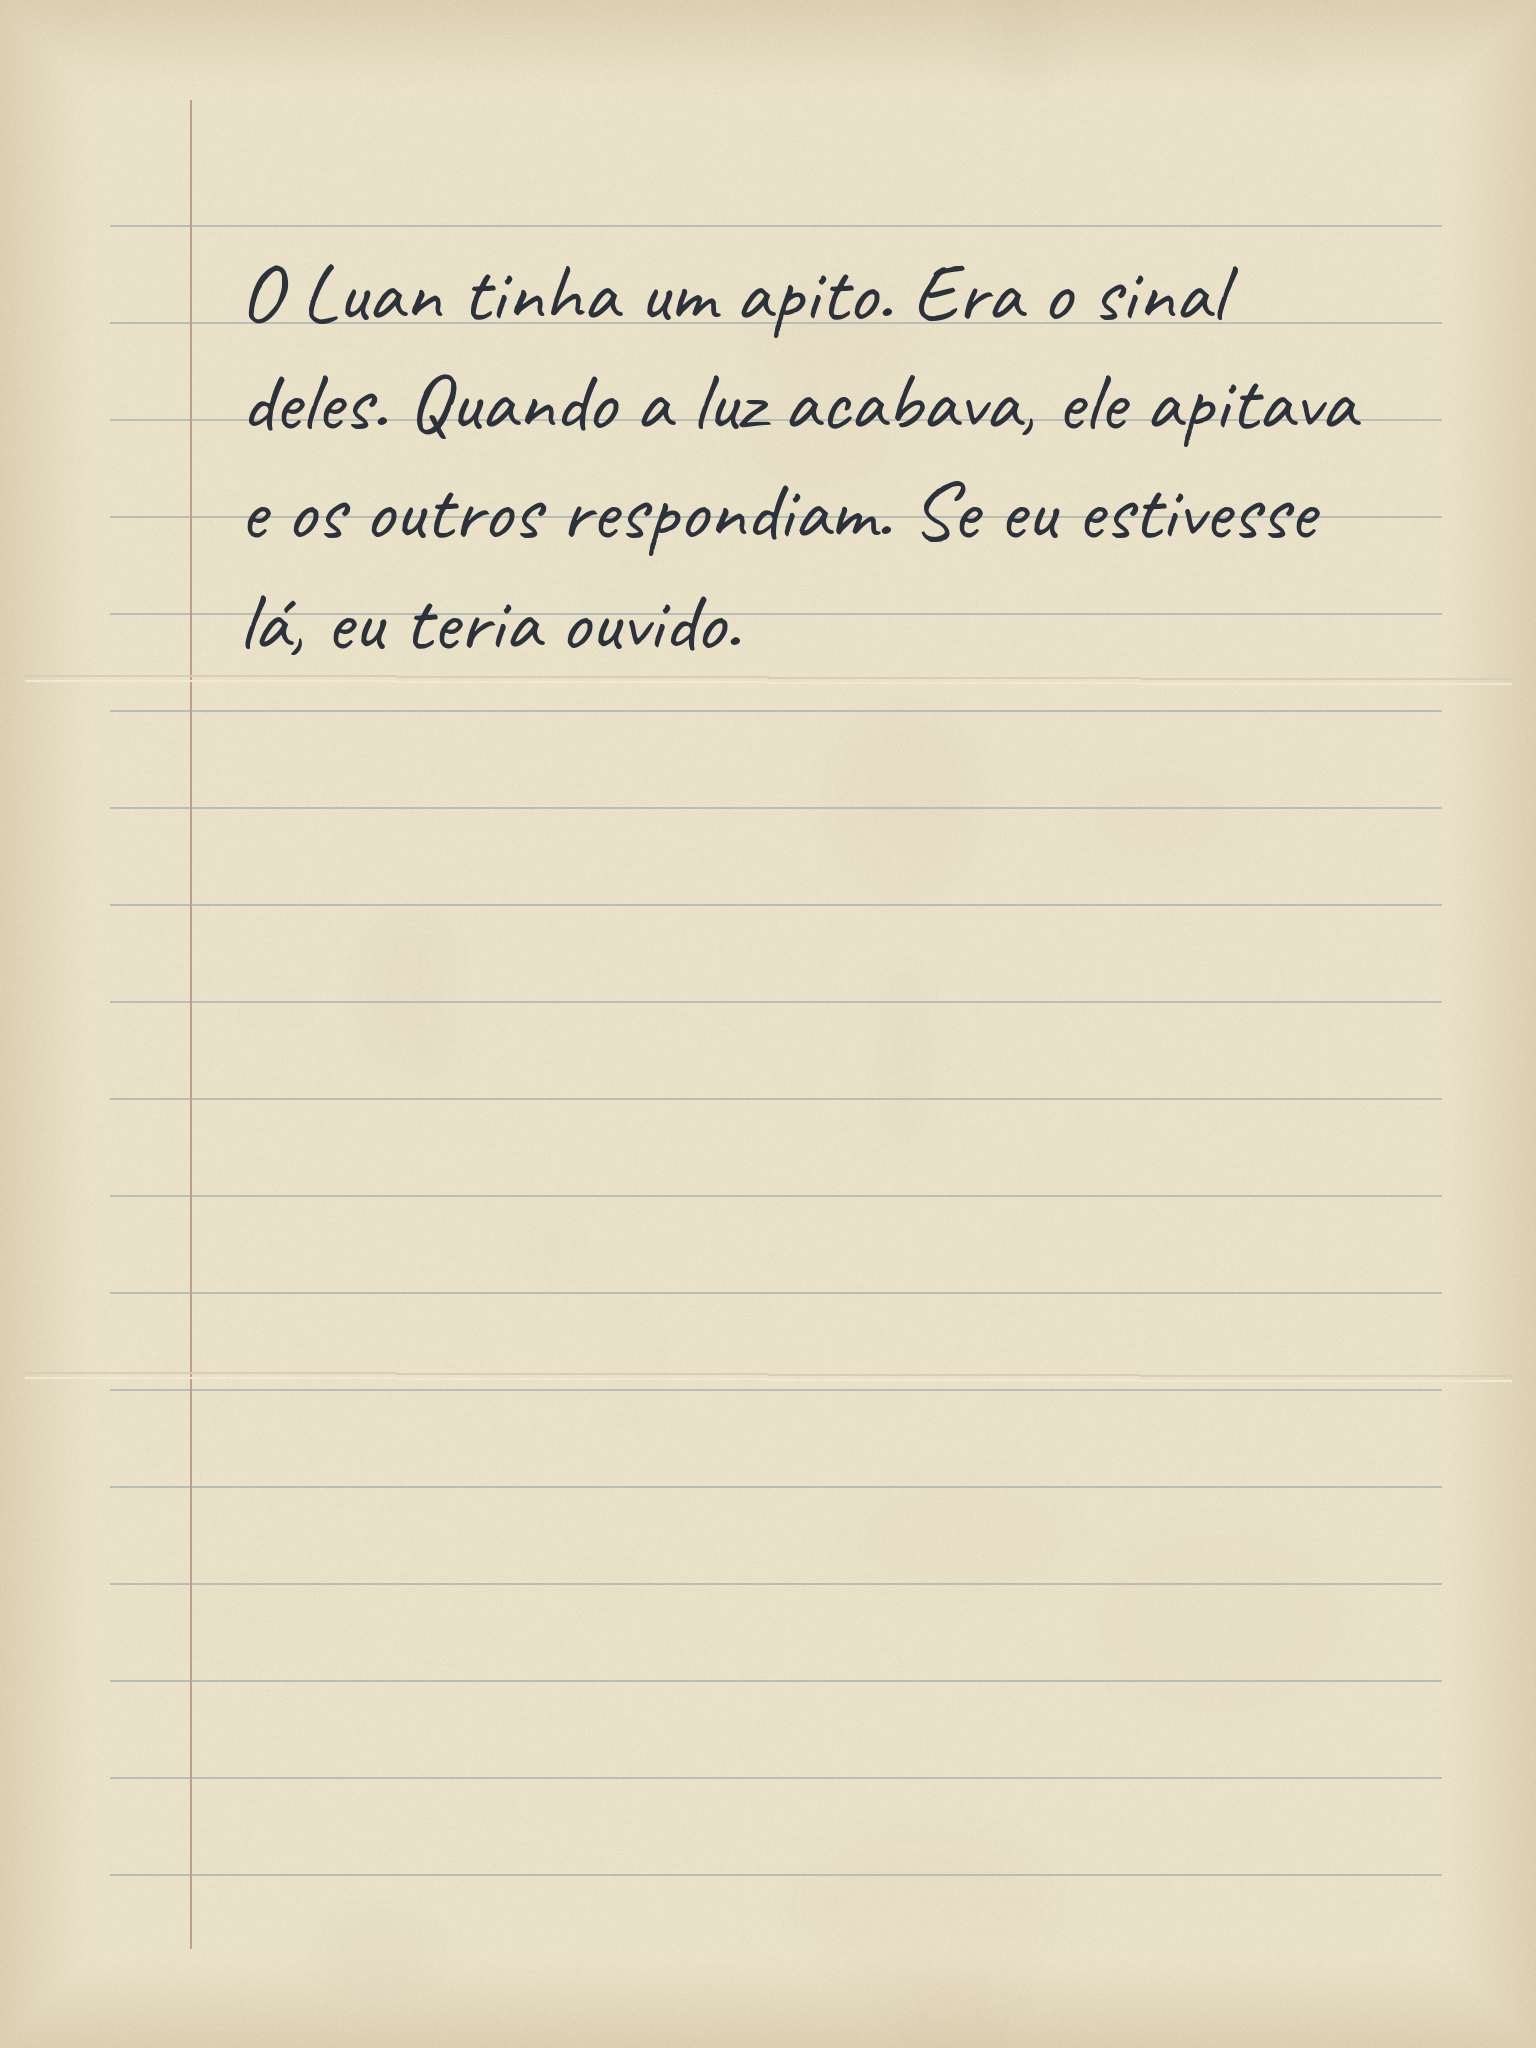 O Luan tinha um apito. Era o sinal
deles. Quando a luz acabava, ele apitava
e os outros respondiam. Se eu estivesse
lá, eu teria ouvido.